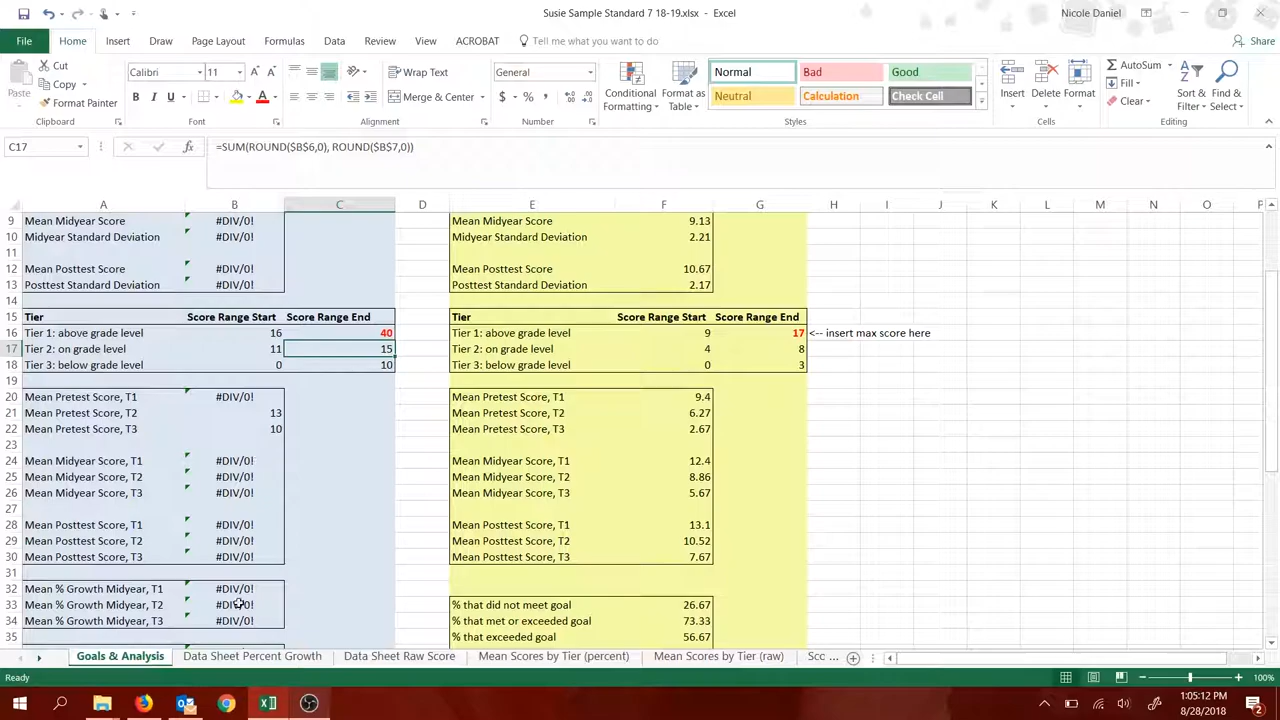 Susie Sample Standard 7 18-19.xlsx - Excel
Nicole Daniel
File Home Insert Draw Page Layout Formulas Data Review View ACROBAT Tell me what you want to do Share
Cut
Copy
Format Painter
Paste
Clipboard
Calibri 11
B I U
Font
Wrap Text
Merge & Center
Alignment
General
$ % ,
Number
Conditional Formatting
Format as Table
Normal Bad Good
Neutral Calculation Check Cell
Styles
Insert Delete Format
Cells
AutoSum
Fill
Clear
Sort & Filter
Find & Select
Editing
C17 =SUM(ROUND($B$6,0), ROUND($B$7,0))
A B C D E F G H I J K L M N O P
9 Mean Midyear Score #DIV/0! Mean Midyear Score 9.13
10 Midyear Standard Deviation #DIV/0! Midyear Standard Deviation 2.21
11
12 Mean Posttest Score #DIV/0! Mean Posttest Score 10.67
13 Posttest Standard Deviation #DIV/0! Posttest Standard Deviation 2.17
14
15 Tier Score Range Start Score Range End Tier Score Range Start Score Range End
16 Tier 1: above grade level 16 40 Tier 1: above grade level 9 17 <-- insert max score here
17 Tier 2: on grade level 11 15 Tier 2: on grade level 4 8
18 Tier 3: below grade level 0 10 Tier 3: below grade level 0 3
19
20 Mean Pretest Score, T1 #DIV/0! Mean Pretest Score, T1 9.4
21 Mean Pretest Score, T2 13 Mean Pretest Score, T2 6.27
22 Mean Pretest Score, T3 10 Mean Pretest Score, T3 2.67
23
24 Mean Midyear Score, T1 #DIV/0! Mean Midyear Score, T1 12.4
25 Mean Midyear Score, T2 #DIV/0! Mean Midyear Score, T2 8.86
26 Mean Midyear Score, T3 #DIV/0! Mean Midyear Score, T3 5.67
27
28 Mean Posttest Score, T1 #DIV/0! Mean Posttest Score, T1 13.1
29 Mean Posttest Score, T2 #DIV/0! Mean Posttest Score, T2 10.52
30 Mean Posttest Score, T3 #DIV/0! Mean Posttest Score, T3 7.67
31
32 Mean % Growth Midyear, T1 #DIV/0!
33 Mean % Growth Midyear, T2 #DIV/0! % that did not meet goal 26.67
34 Mean % Growth Midyear, T3 #DIV/0! % that met or exceeded goal 73.33
35 % that exceeded goal 56.67
Goals & Analysis Data Sheet Percent Growth Data Sheet Raw Score Mean Scores by Tier (percent) Mean Scores by Tier (raw) Sco ...
Ready 100%
1:05:12 PM
8/28/2018
2